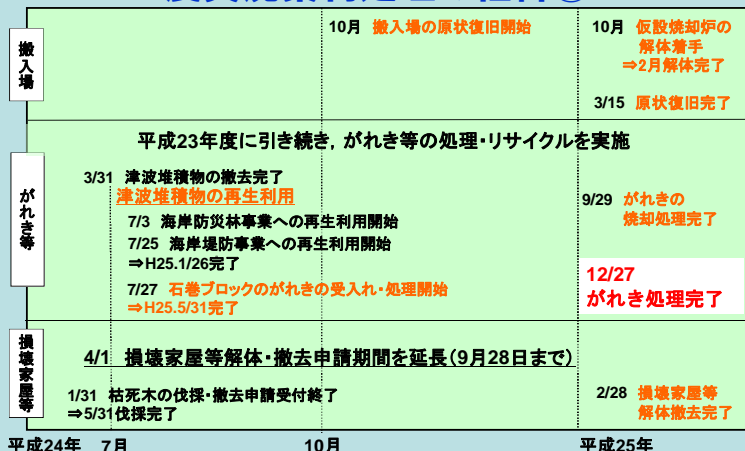 搬入場
10月 搬入場の原状復旧開始
10月 仮設焼却炉の
解体着手
⇒2月解体完了
3/15 原状復旧完了
がれき等
平成23年度に引き続き，がれき等の処理・リサイクルを実施
3/31 津波堆積物の撤去完了
津波堆積物の再生利用
7/3 海岸防災林事業への再生利用開始
7/25 海岸堤防事業への再生利用開始
⇒H25.1/26完了
7/27 石巻ブロックのがれきの受入れ・処理開始
⇒H25.5/31完了
9/29 がれきの
焼却処理完了
12/27
がれき処理完了
損壊家屋等
4/1 損壊家屋等解体・撤去申請期間を延長（9月28日まで）
1/31 枯死木の伐採・撤去申請受付終了
⇒5/31伐採完了
2/28 損壊家屋等
解体撤去完了
平成24年 7月 10月 平成25年